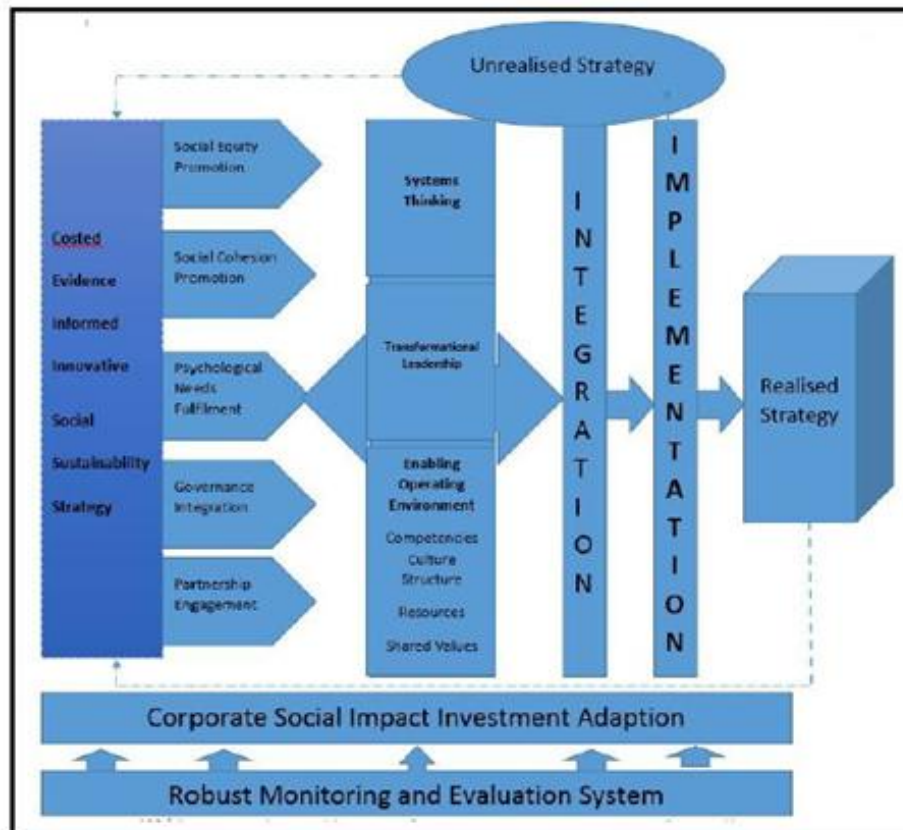 Unrealised Strategy
Costed
Evidence
Informed
Innovative
Social
Sustainability
Strategy
Social Equity
Promotion
Social Cohesion
Promotion
Psychological
Needs
Fulfilment
Governance
Integration
Partnership
Engagement
Systems
Thinking
Transformational
Leadership
Enabling
Operating
Environment
Competencies
Culture
Structure
Resources
Shared Values
INTEGRATION
IMPLEMENTATION
Realised
Strategy
Corporate Social Impact Investment Adaption
Robust Monitoring and Evaluation System